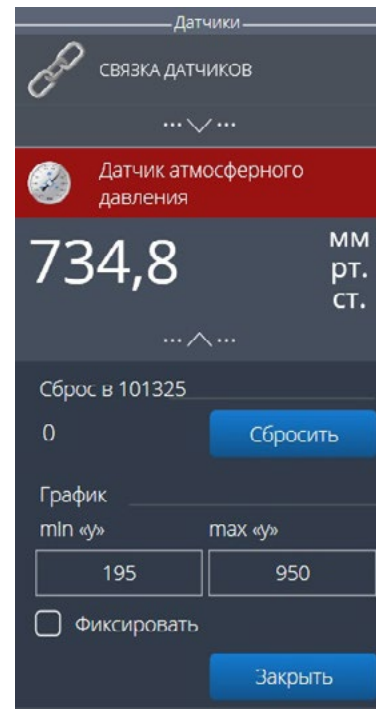 Датчики
СВЯЗКА ДАТЧИКОВ
Датчик атмосферного
давления
734,8
мм
рт.
ст.
Сброс в 101325
0
Сбросить
График
min «y»
max «y»
195
950
Фиксировать
Закрыть